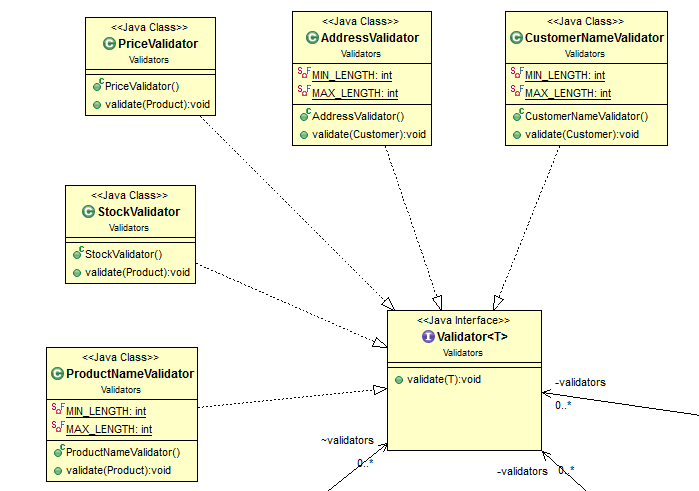 <<Java Class>>
PriceValidator
Validators
PriceValidator()
validate(Product):void
<<Java Class>>
AddressValidator
Validators
MIN_LENGTH: int
MAX_LENGTH: int
AddressValidator()
validate(Customer):void
<<Java Class>>
CustomerNameValidator
Validators
MIN_LENGTH: int
MAX_LENGTH: int
CustomerNameValidator()
validate(Customer):void
<<Java Class>>
StockValidator
Validators
StockValidator()
validate(Product):void
<<Java Interface>>
Validator<T>
Validators
validate(T):void
<<Java Class>>
ProductNameValidator
Validators
MIN_LENGTH: int
MAX_LENGTH: int
ProductNameValidator()
validate(Product):void
-validators
0..*
~validators
0..*
-validators
0..*